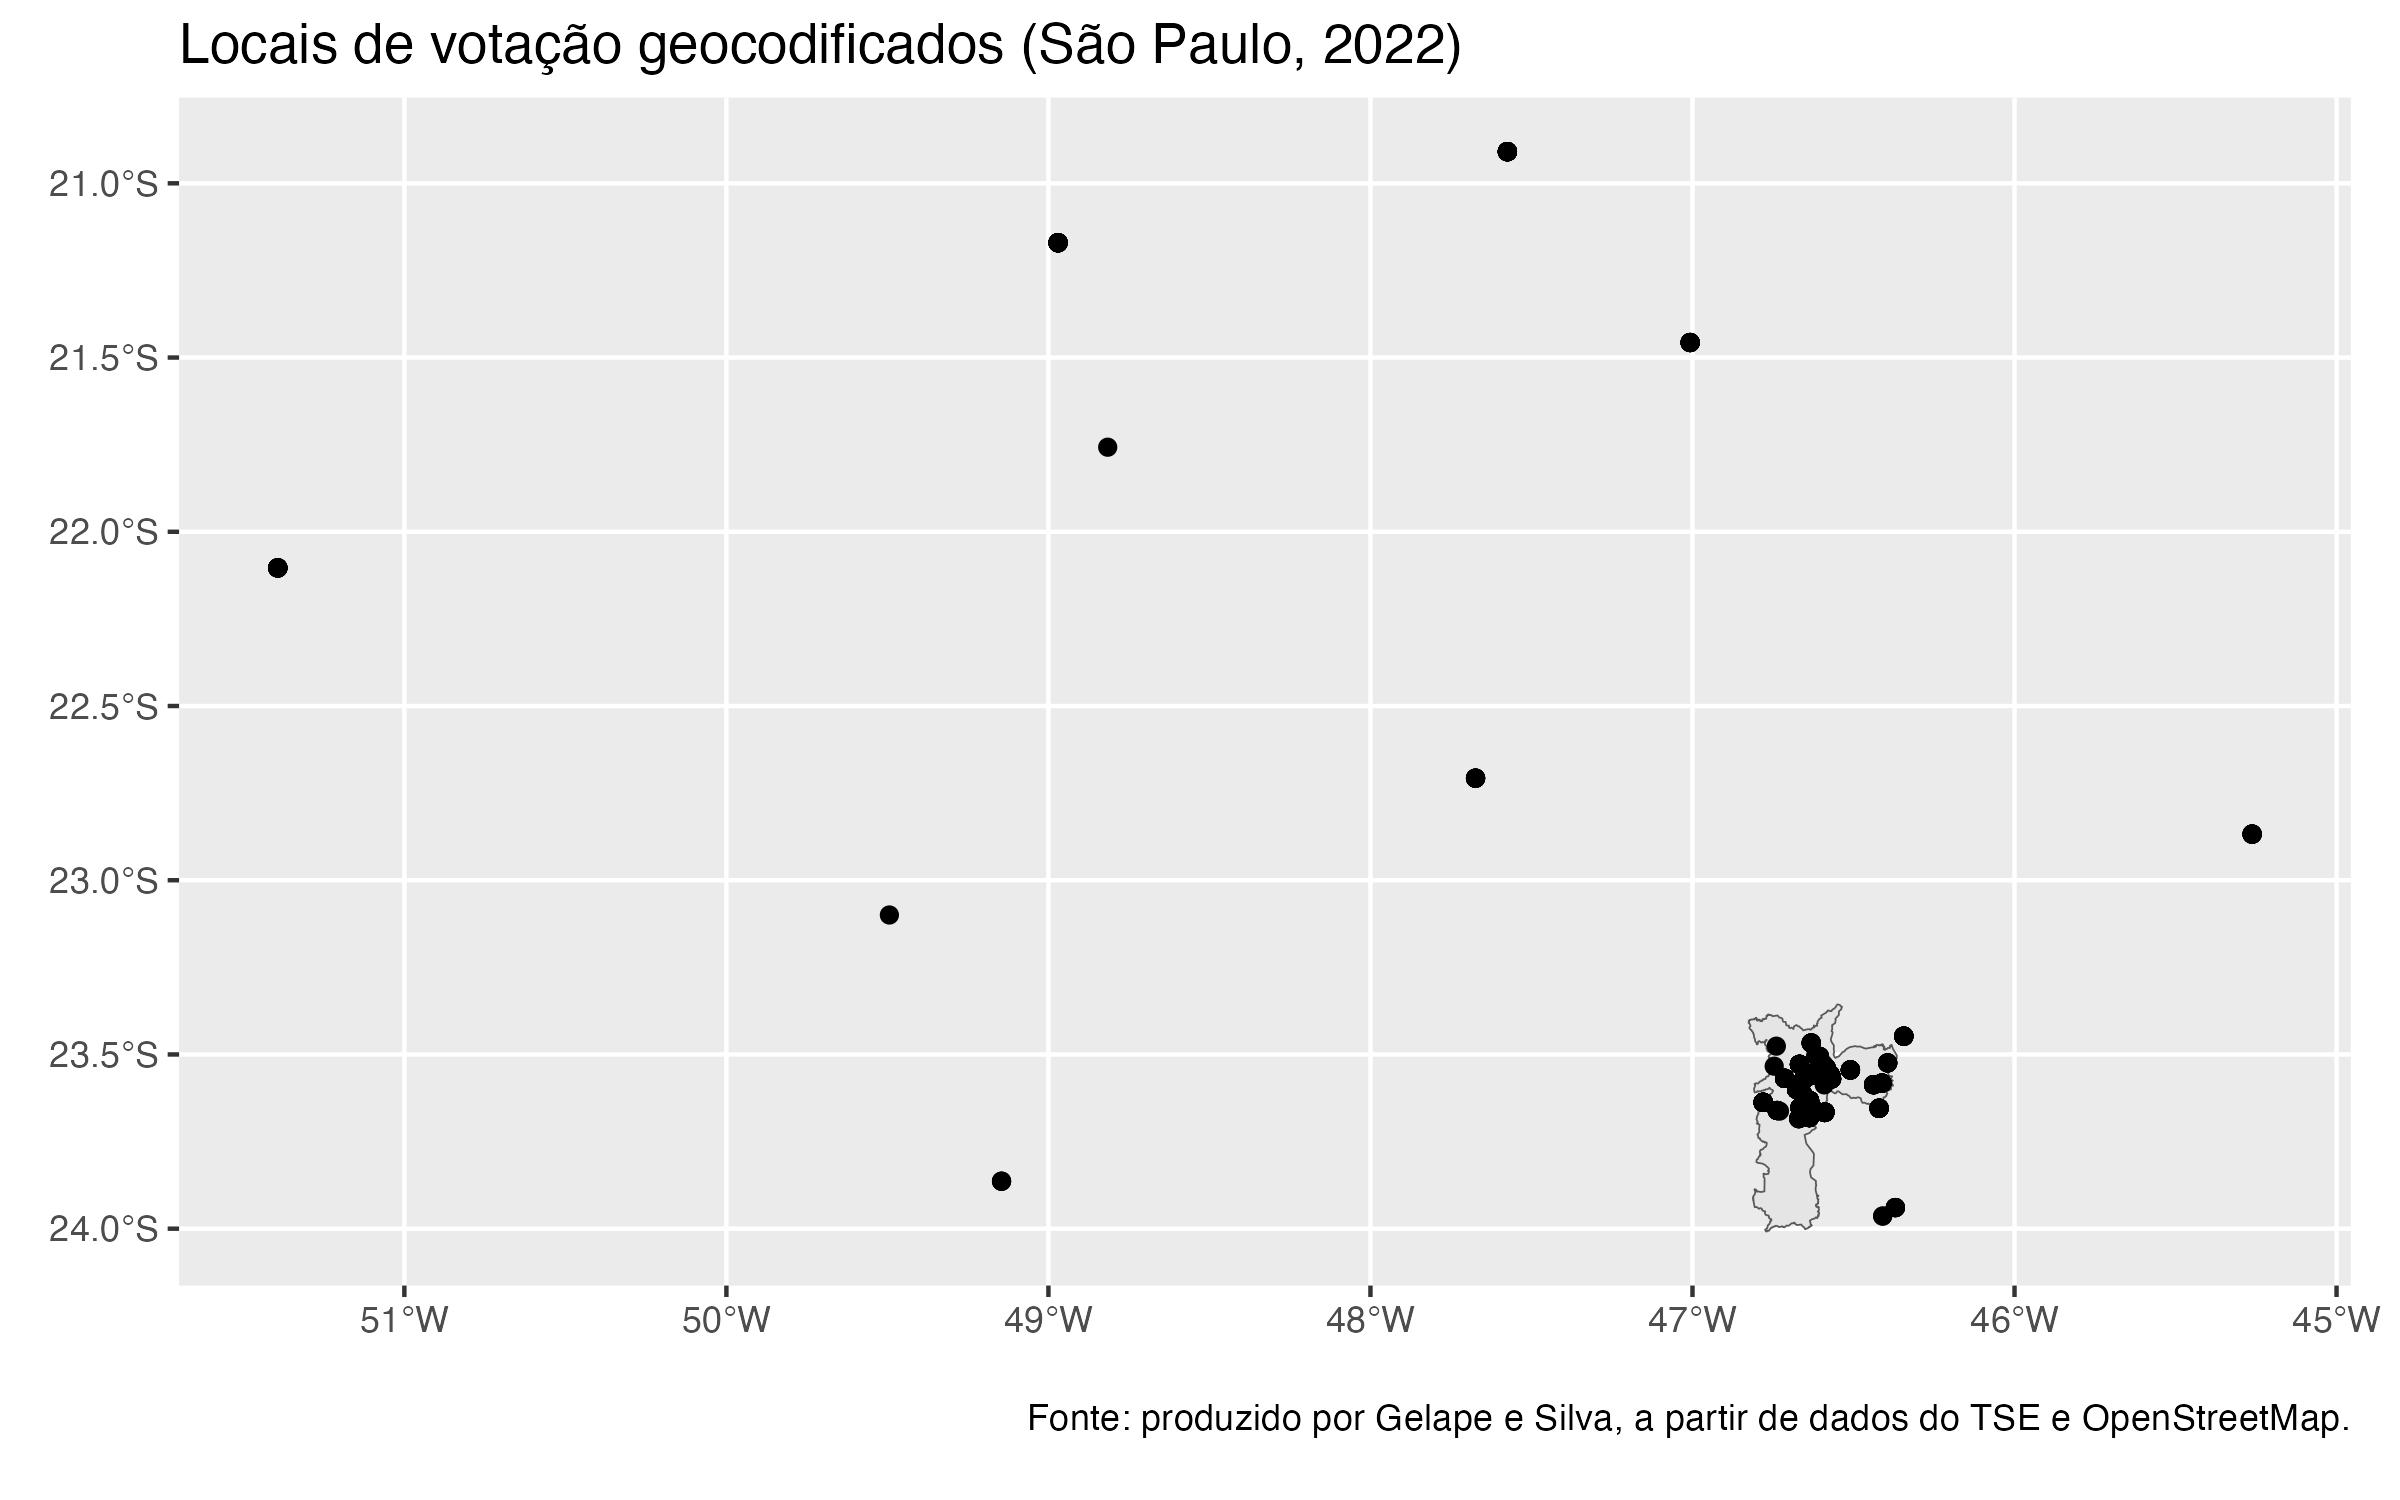 Locais de votação geocodificados (São Paulo, 2022)
21.0°S
21.5°S
22.0°S
22.5°S
23.0°S
23.5°S
24.0°S
51°W 50°W 49°W 48°W 47°W 46°W 45°W
Fonte: produzido por Gelape e Silva, a partir de dados do TSE e OpenStreetMap.